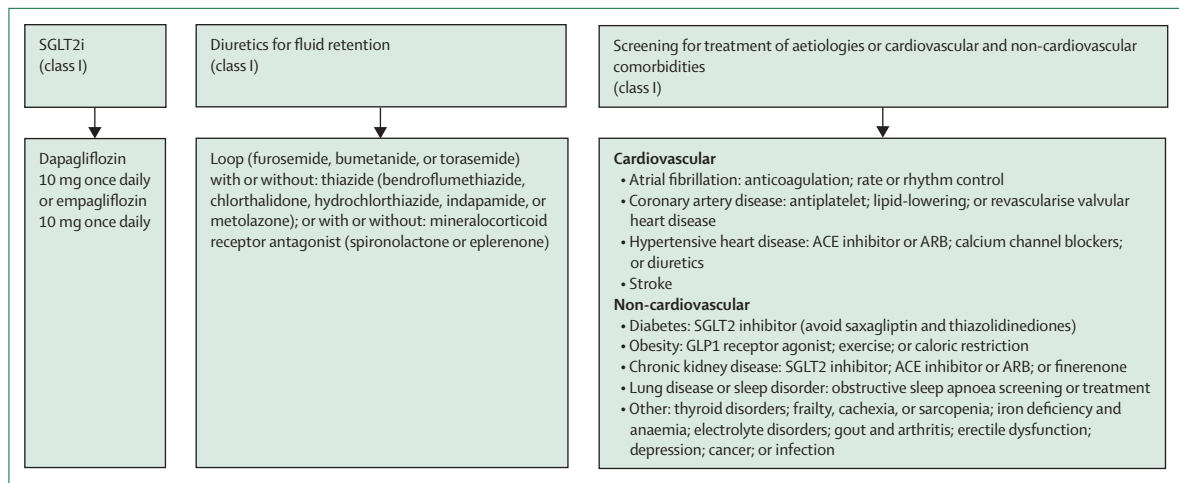 SGLT2i
(class I)
Diuretics for fluid retention
(class I)
Screening for treatment of aetiologies or cardiovascular and non-cardiovascular
comorbidities
(class I)
Dapagliflozin
10 mg once daily
or empagliflozin
10 mg once daily
Loop (furosemide, bumetanide, or torasemide)
with or without: thiazide (bendroflumethiazide,
chlorthalidone, hydrochlorthiazide, indapamide, or
metolazone); or with or without: mineralocorticoid
receptor antagonist (spironolactone or eplerenone)
Cardiovascular
• Atrial fibrillation: anticoagulation; rate or rhythm control
• Coronary artery disease: antiplatelet; lipid-lowering; or revascularise valvular
heart disease
• Hypertensive heart disease: ACE inhibitor or ARB; calcium channel blockers;
or diuretics
• Stroke
Non-cardiovascular
• Diabetes: SGLT2 inhibitor (avoid saxagliptin and thiazolidinediones)
• Obesity: GLP1 receptor agonist; exercise; or caloric restriction
• Chronic kidney disease: SGLT2 inhibitor; ACE inhibitor or ARB; or finerenone
• Lung disease or sleep disorder: obstructive sleep apnoea screening or treatment
• Other: thyroid disorders; frailty, cachexia, or sarcopenia; iron deficiency and
anaemia; electrolyte disorders; gout and arthritis; erectile dysfunction;
depression; cancer; or infection